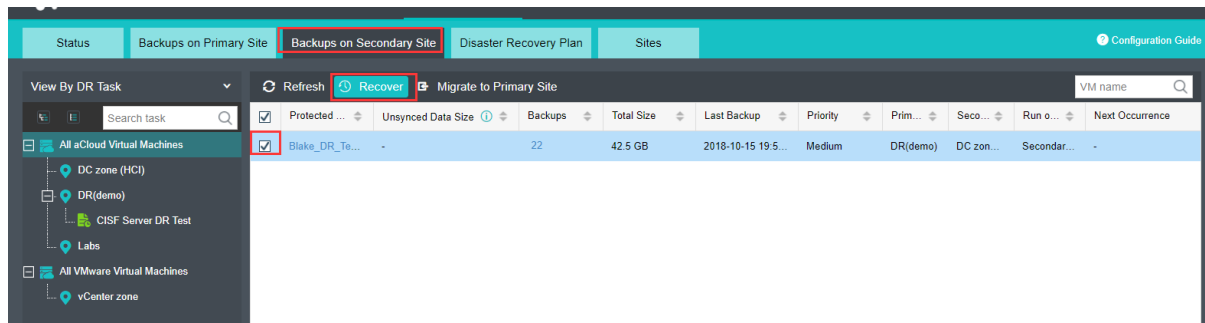 Status Backups on Primary Site Backups on Secondary Site Disaster Recovery Plan Sites Configuration Guide
View By DR Task Refresh Recover Migrate to Primary Site VM name
Search task Protected ... Unsynced Data Size Backups Total Size Last Backup Priority Prim... Seco... Run o... Next Occurrence
All aCloud Virtual Machines Blake_DR_Te... - 22 42.5 GB 2018-10-15 19:5... Medium DR(demo) DC zon... Secondar... -
DC zone (HCI)
DR(demo)
CISF Server DR Test
Labs
All VMware Virtual Machines
vCenter zone